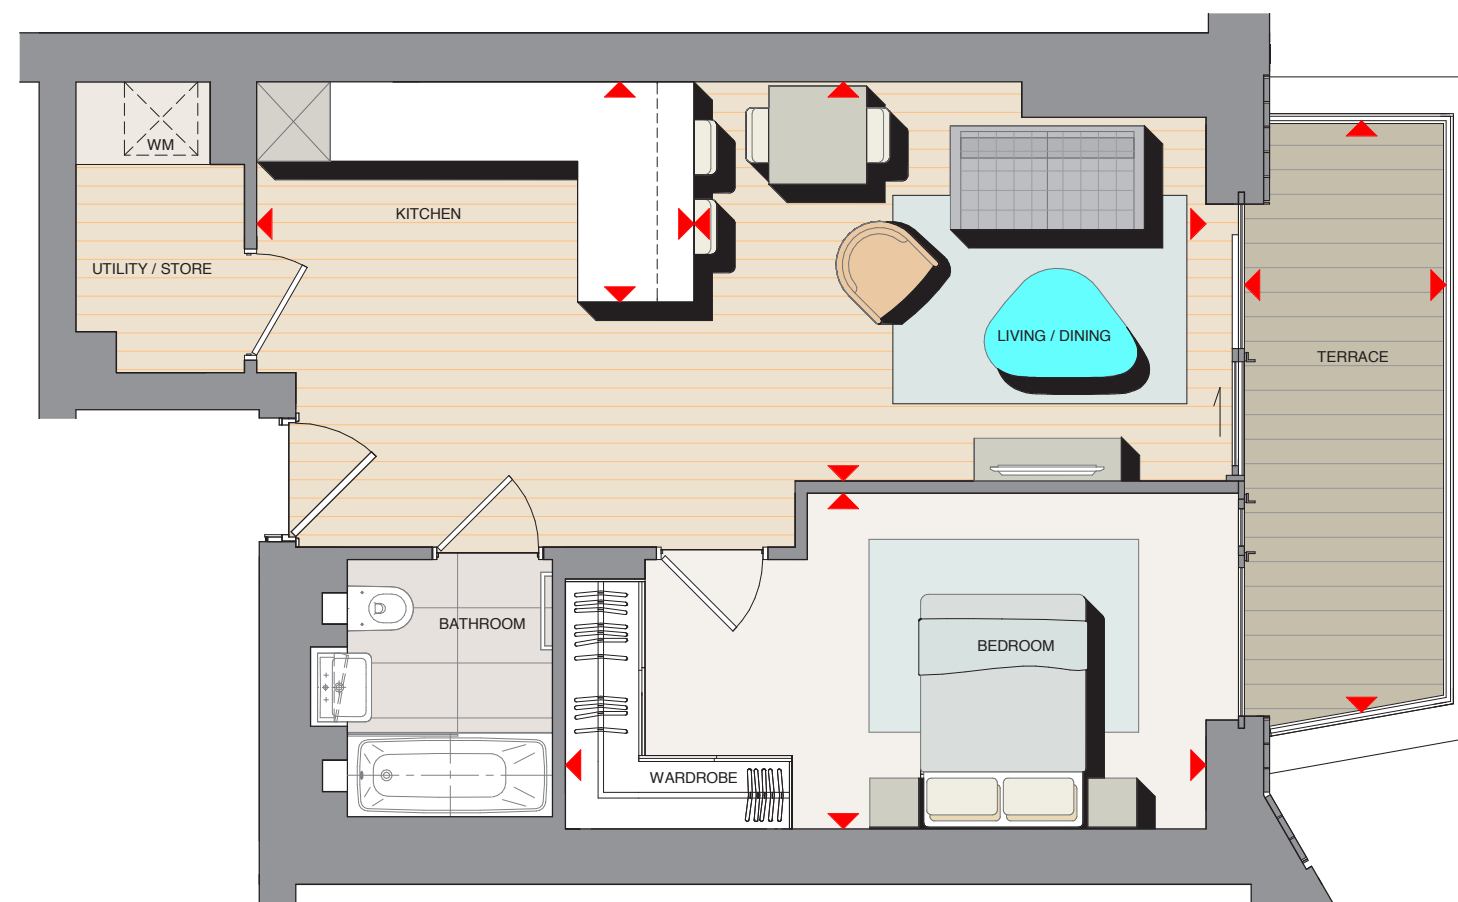 WM
KITCHEN
UTILITY / STORE
LIVING / DINING
TERRACE
BATHROOM
BEDROOM
WARDROBE